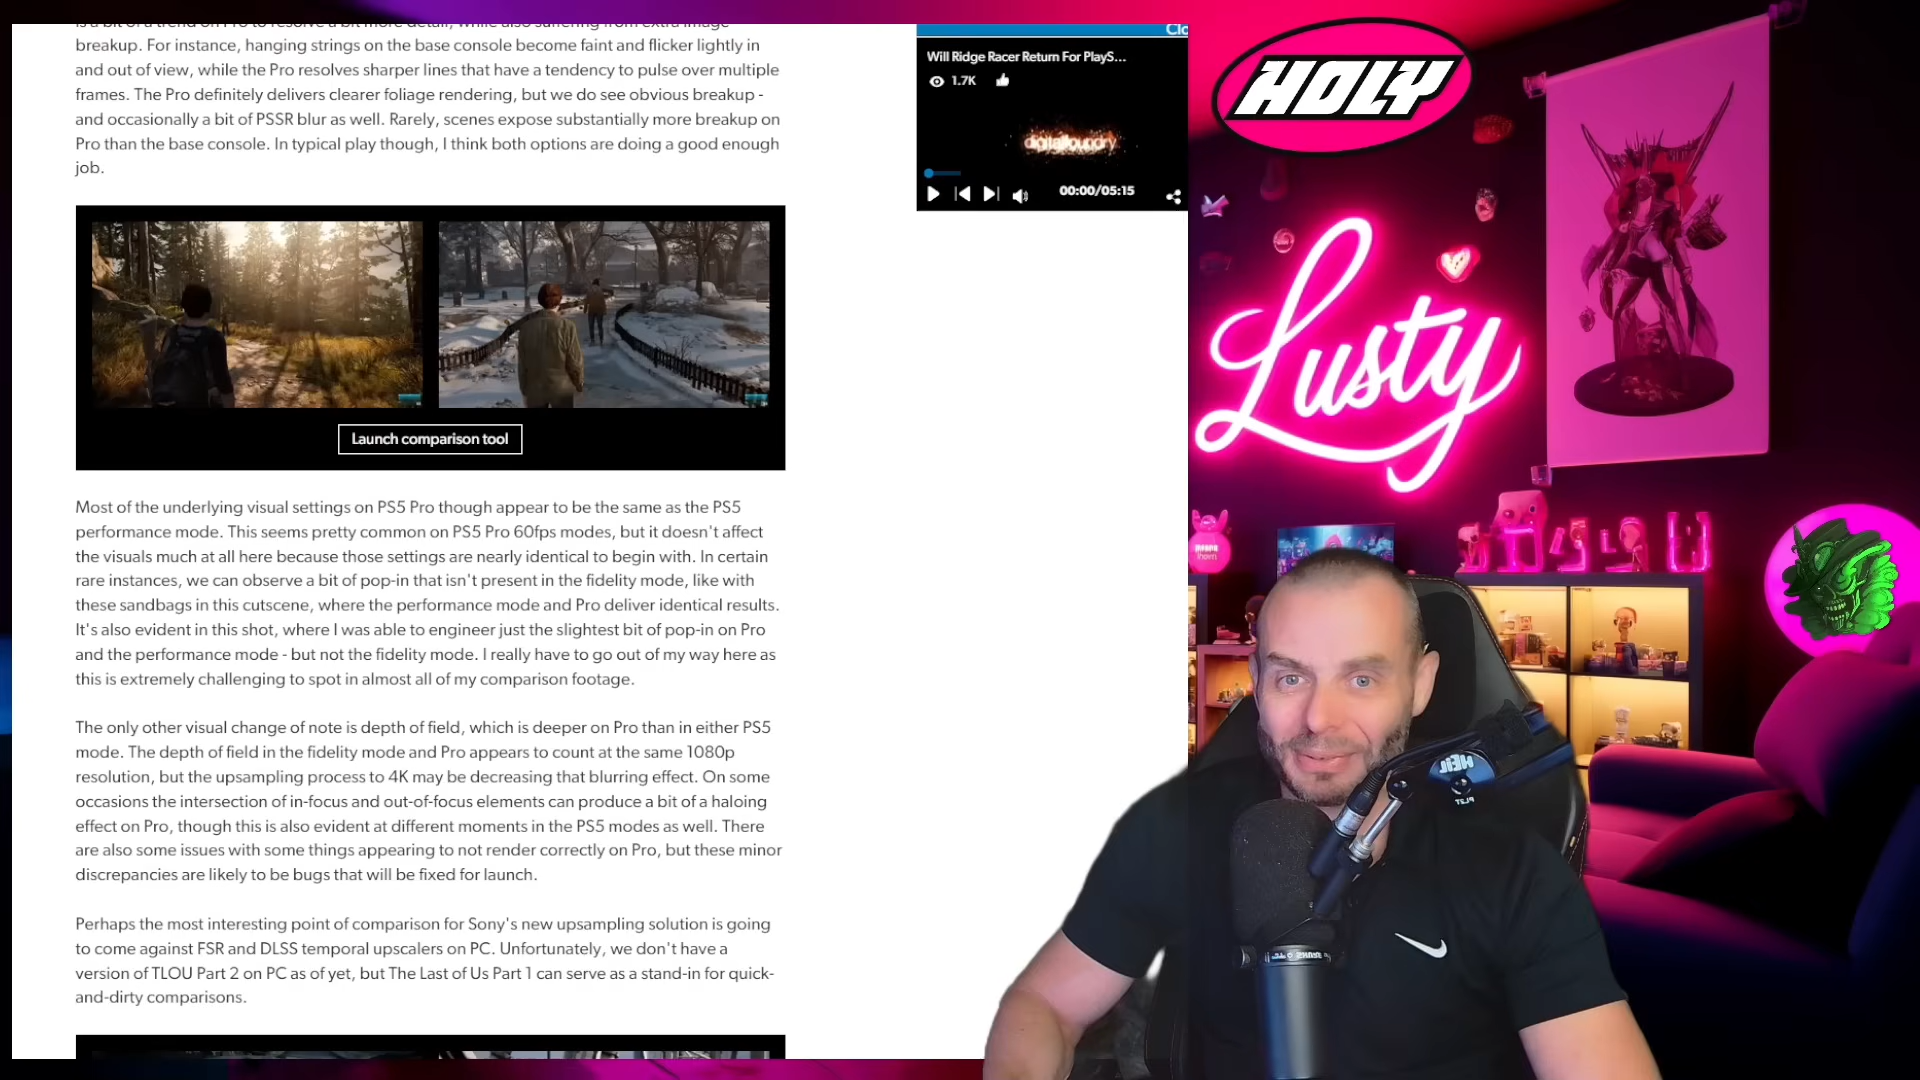 is a bit of a trend on Pro to resolve a bit more detail, while also suffering from extra image
breakup. For instance, hanging strings on the base console become faint and flicker lightly in
and out of view, while the Pro resolves sharper lines that have a tendency to pulse over multiple
frames. The Pro definitely delivers clearer foliage rendering, but we do see obvious breakup -
and occasionally a bit of PSSR blur as well. Rarely, scenes expose substantially more breakup on
Pro than the base console. In typical play though, I think both options are doing a good enough
job.
Launch comparison tool
Most of the underlying visual settings on PS5 Pro though appear to be the same as the PS5
performance mode. This seems pretty common on PS5 Pro 60fps modes, but it doesn't affect
the visuals much at all here because those settings are nearly identical to begin with. In certain
rare instances, we can observe a bit of pop-in that isn't present in the fidelity mode, like with
these sandbags in this cutscene, where the performance mode and Pro deliver identical results.
It's also evident in this shot, where I was able to engineer just the slightest bit of pop-in on Pro
and the performance mode - but not the fidelity mode. I really have to go out of my way here as
this is extremely challenging to spot in almost all of my comparison footage.
The only other visual change of note is depth of field, which is deeper on Pro than in either PS5
mode. The depth of field in the fidelity mode and Pro appears to count at the same 1080p
resolution, but the upsampling process to 4K may be decreasing that blurring effect. On some
occasions the intersection of in-focus and out-of-focus elements can produce a bit of a haloing
effect on Pro, though this is also evident at different moments in the PS5 modes as well. There
are also some issues with some things appearing to not render correctly on Pro, but these minor
discrepancies are likely to be bugs that will be fixed for launch.
Perhaps the most interesting point of comparison for Sony's new upsampling solution is going
to come against FSR and DLSS temporal upscalers on PC. Unfortunately, we don't have a
version of TLOU Part 2 on PC as of yet, but The Last of Us Part 1 can serve as a stand-in for quick-
and-dirty comparisons.
Clo
Will Ridge Racer Return For PlayS...
1.7K
digitalfoundry
00:00/05:15
HOLY
Lusty
HEIL